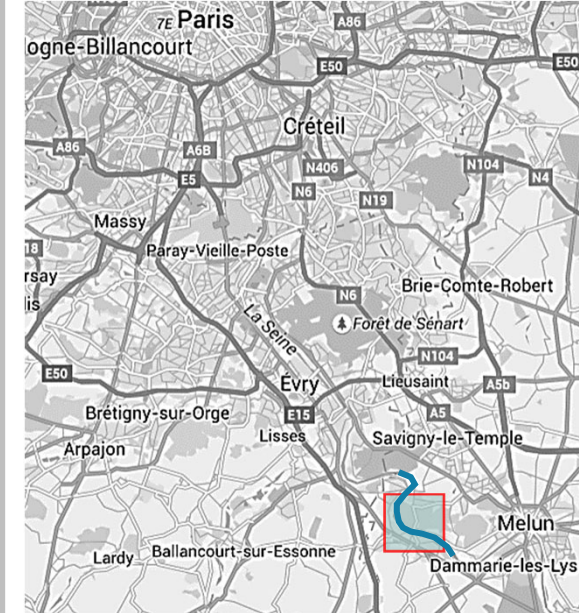 7E Paris
A86
ogne-Billancourt
E50
E50
Créteil
A86
A6B
N406
N104
N4
E5
N6
N19
Massy
18
Paray-Vieille-Poste
rsay
lis
Brie-Comte-Robert
N6
La Seine
Forêt de Sénart
N104
E50
Évry
Lieusaint
A5b
Brétigny-sur-Orge
E15
A5
Lisses
Savigny-le-Temple
Arpajon
7
Melun
Lardy
Ballancourt-sur-Essonne
Dammarie-les-Lys